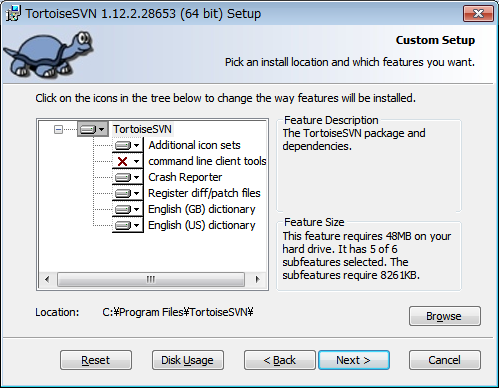 TortoiseSVN 1.12.2.28653 (64 bit) Setup
Custom Setup
Pick an install location and which features you want.
Click on the icons in the tree below to change the way features will be installed.
TortoiseSVN
Additional icon sets
command line client tools
Crash Reporter
Register diff/patch files
English (GB) dictionary
English (US) dictionary
Feature Description
The TortoiseSVN package and
dependencies.
Feature Size
This feature requires 48MB on your
hard drive. It has 5 of 6
subfeatures selected. The
subfeatures require 8261KB.
Location: C:¥Program Files¥TortoiseSVN¥
Browse
Reset
Disk Usage
< Back
Next >
Cancel